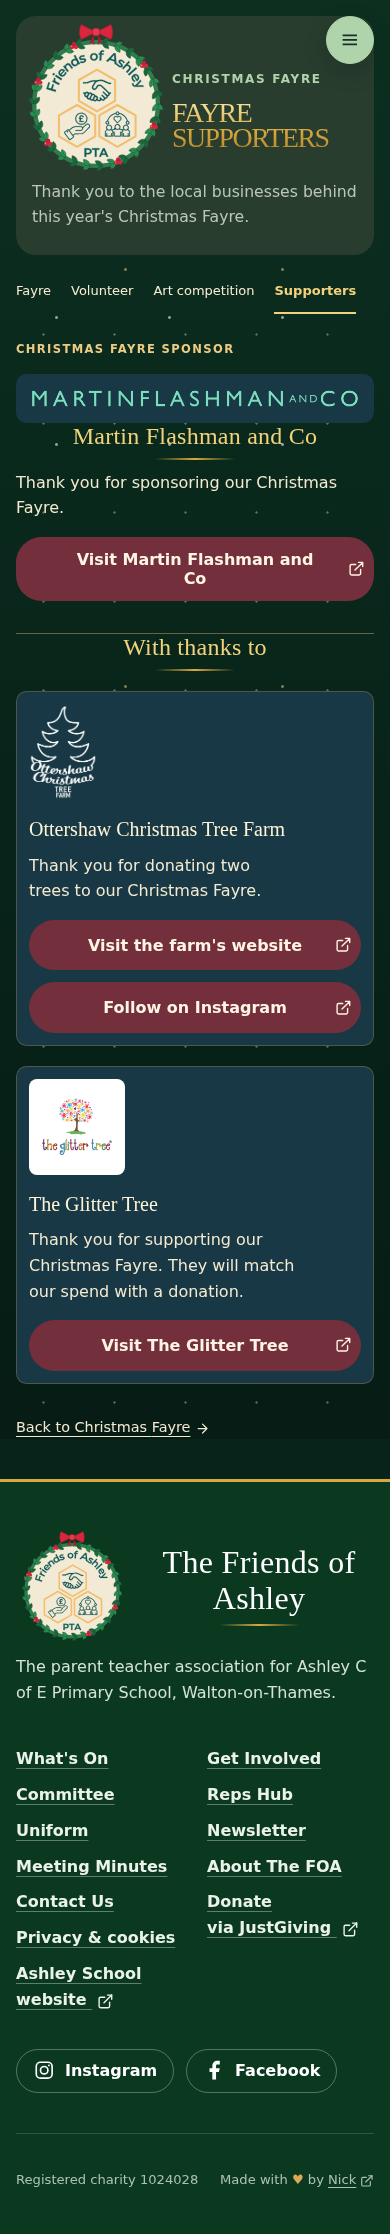 Friends of Ashley
PTA
CHRISTMAS FAYRE
FAYRE
SUPPORTERS
Thank you to the local businesses behind
this year's Christmas Fayre.
Fayre Volunteer Art competition Supporters
CHRISTMAS FAYRE SPONSOR
MARTINFLASHMANANDCO
Martin Flashman and Co
Thank you for sponsoring our Christmas
Fayre.
Visit Martin Flashman and
Co
With thanks to
Ottershaw
Christmas
TREE
FARM
Ottershaw Christmas Tree Farm
Thank you for donating two
trees to our Christmas Fayre.
Visit the farm's website
Follow on Instagram
the glitter tree
The Glitter Tree
Thank you for supporting our
Christmas Fayre. They will match
our spend with a donation.
Visit The Glitter Tree
Back to Christmas Fayre →
Friends of Ashley
PTA
The Friends of
Ashley
The parent teacher association for Ashley C
of E Primary School, Walton-on-Thames.
What's On
Committee
Uniform
Meeting Minutes
Contact Us
Privacy & cookies
Ashley School
website
Get Involved
Reps Hub
Newsletter
About The FOA
Donate
via JustGiving
Instagram Facebook
Registered charity 1024028 Made with ♥ by Nick